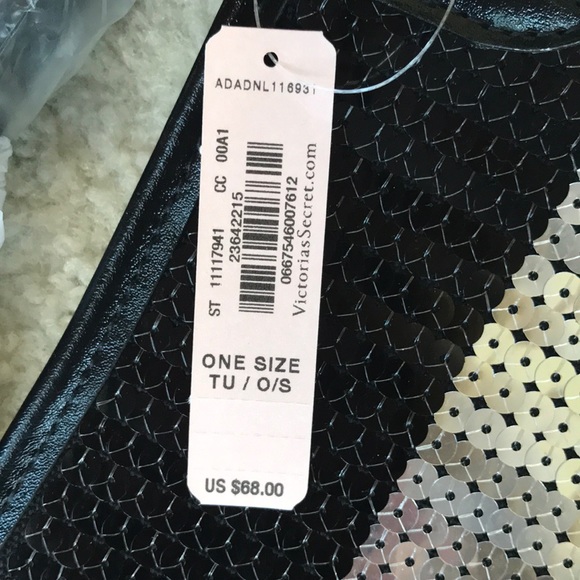 ADADNL116931
ST 11117941 CC 00A1
23642215
0667546007612
VictoriasSecret.com
ONE SIZE
TU / O/S
US $68.00